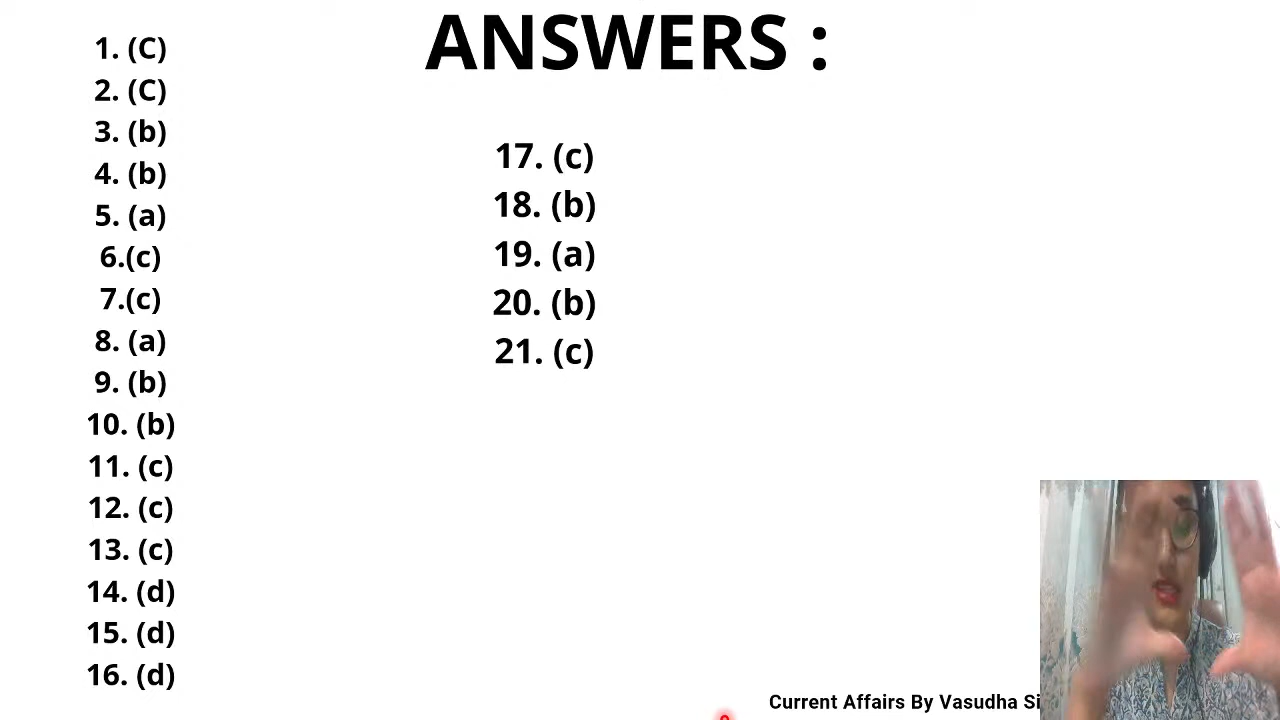 ANSWERS :
1. (C)
2. (C)
3. (b)
4. (b)
5. (a)
6.(c)
7.(c)
8. (a)
9. (b)
10. (b)
11. (c)
12. (c)
13. (c)
14. (d)
15. (d)
16. (d)
17. (c)
18. (b)
19. (a)
20. (b)
21. (c)
Current Affairs By Vasudha